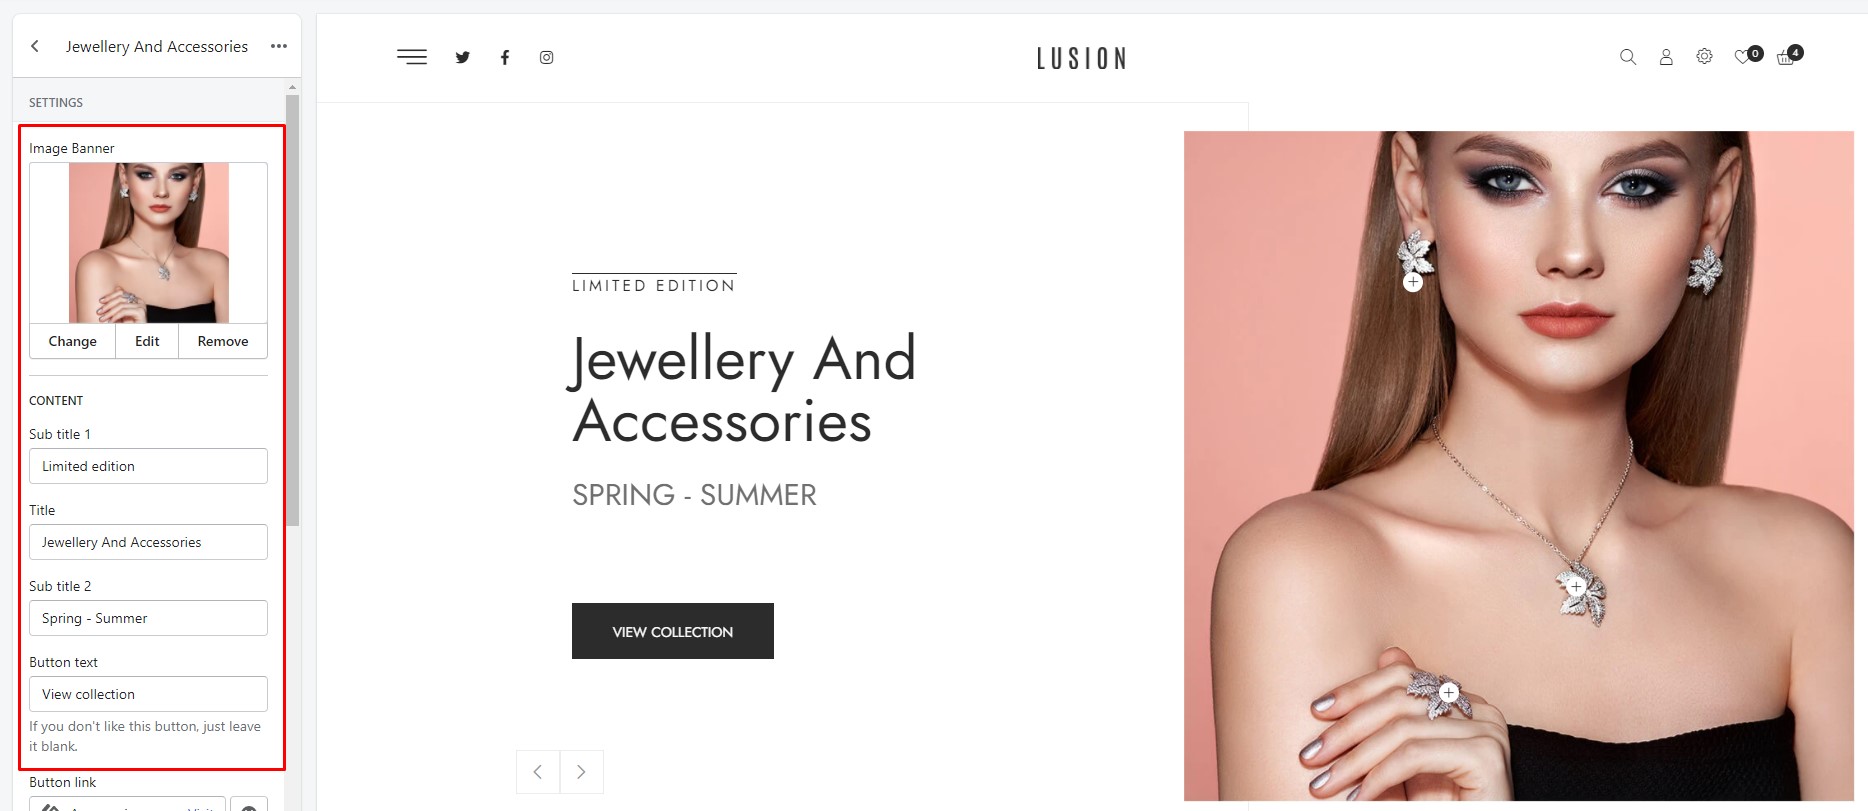 Jewellery And Accessories
SETTINGS
Image Banner
Change
Edit
Remove
CONTENT
Sub title 1
Limited edition
Title
Jewellery And Accessories
Sub title 2
Spring - Summer
Button text
View collection
If you don't like this button, just leave
it blank.
Button link
LUSION
0
4
LIMITED EDITION
Jewellery And
Accessories
SPRING - SUMMER
VIEW COLLECTION